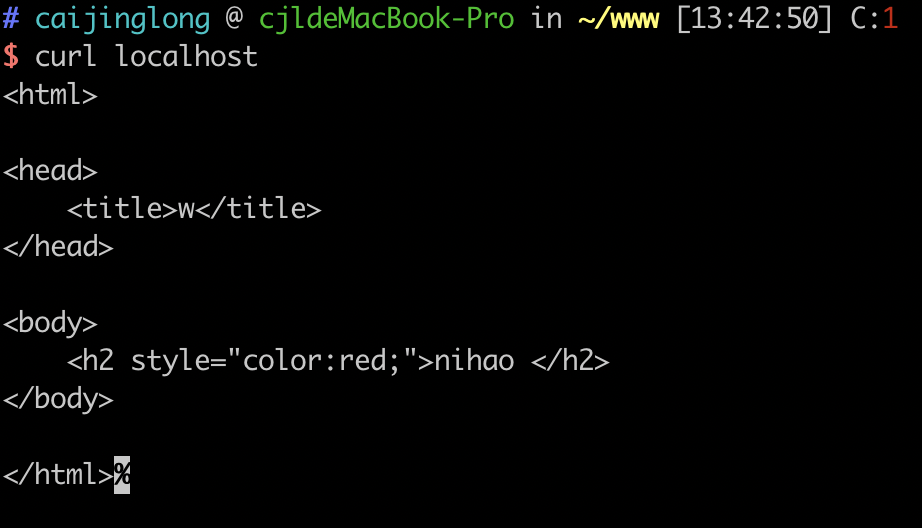 # caijinglong @ cjldeMacBook-Pro in ~/www [13:42:50] C:1
$ curl localhost
<html>

<head>
    <title>w</title>
</head>

<body>
    <h2 style="color:red;">nihao </h2>
</body>

</html>%